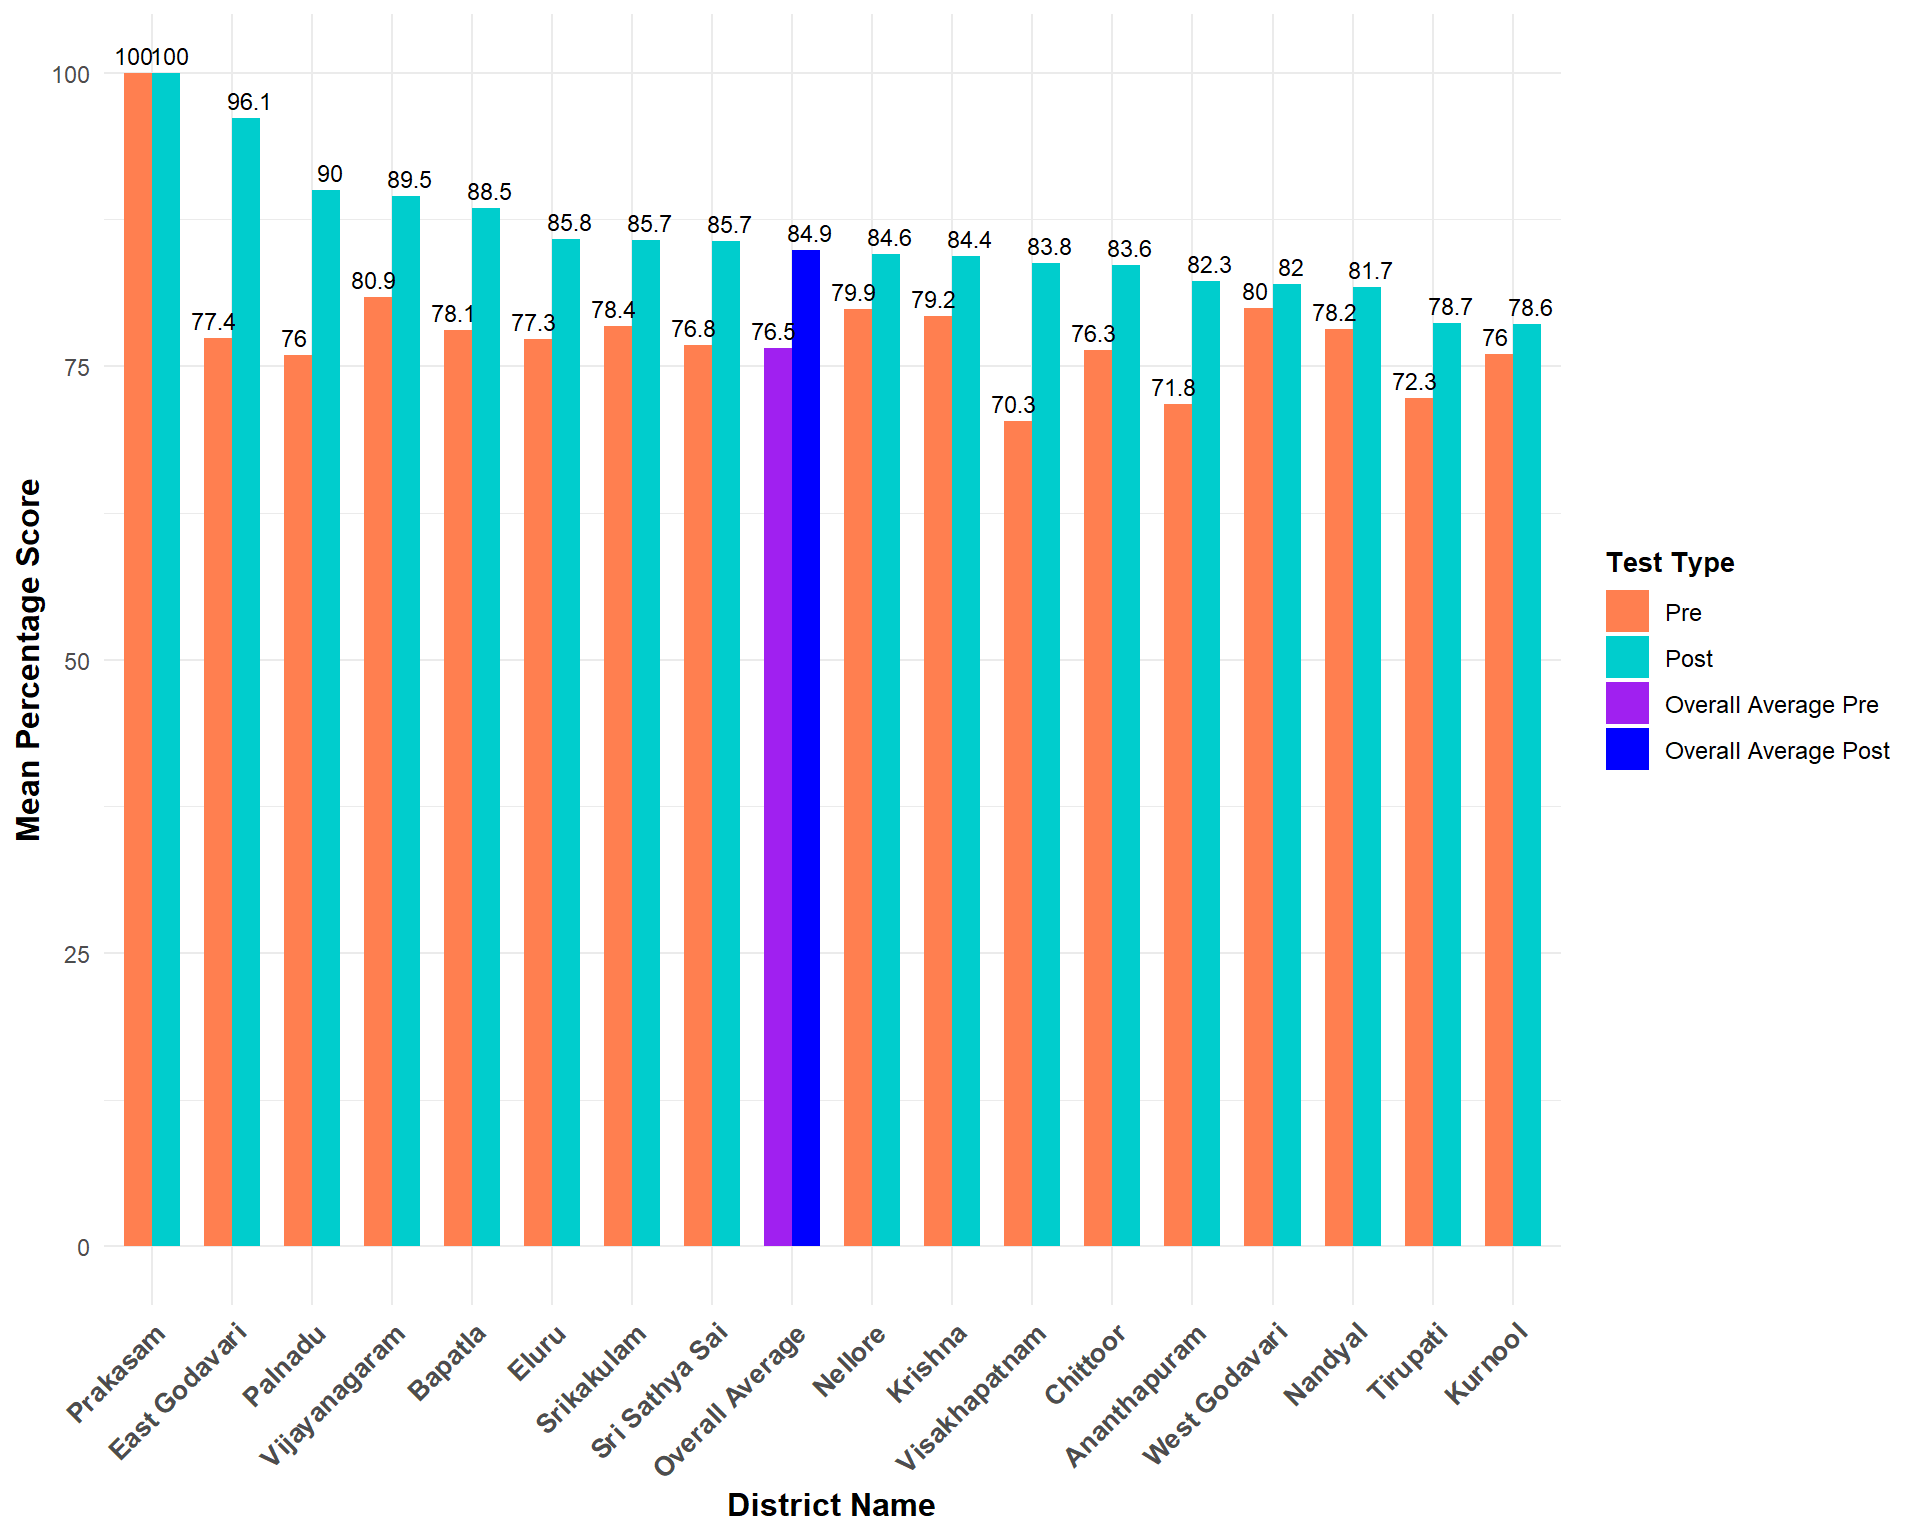 100 100
96.1
90
89.5
88.5
85.8
85.7
85.7
84.9
84.6
84.4
83.8
83.6
82.3
82
81.7
78.7
78.6
77.4
76
80.9
78.1
77.3
78.4
76.8
76.5
79.9
79.2
70.3
76.3
71.8
80
78.2
72.3
76
100
75
50
25
0
Mean Percentage Score
Prakasam
East Godavari
Palnadu
Vijayanagaram
Bapatla
Eluru
Srikakulam
Sri Sathya Sai
Overall Average
Nellore
Krishna
Visakhapatnam
Chittoor
Ananthapuram
West Godavari
Nandyal
Tirupati
Kurnool
District Name
Test Type
Pre
Post
Overall Average Pre
Overall Average Post